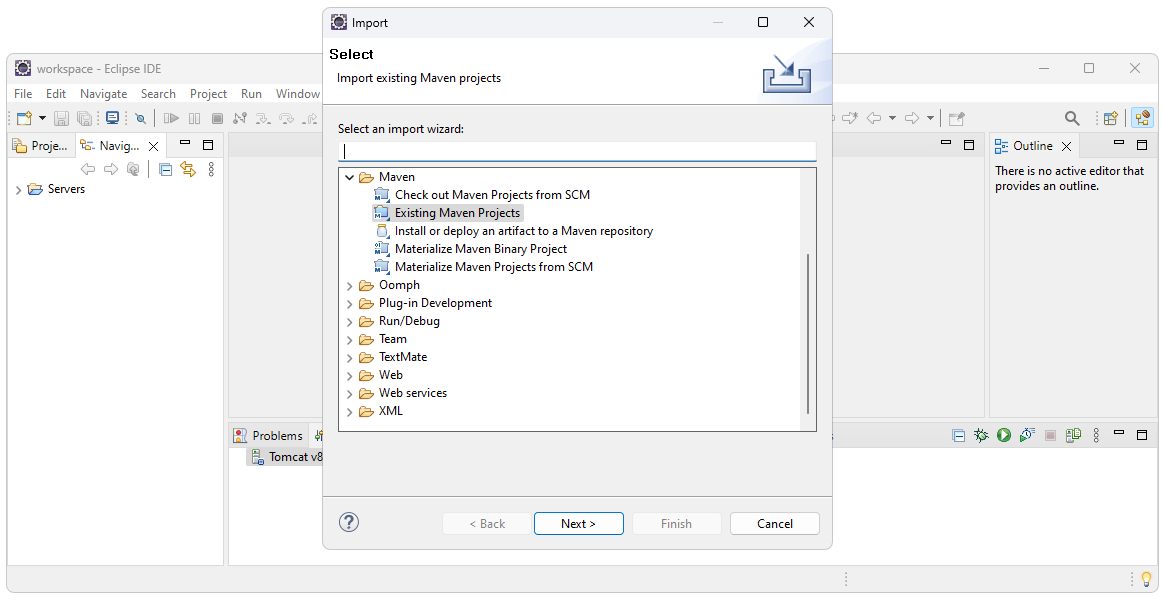 Import
Select
Import existing Maven projects
Select an import wizard:
Maven
Check out Maven Projects from SCM
Existing Maven Projects
Install or deploy an artifact to a Maven repository
Materialize Maven Binary Project
Materialize Maven Projects from SCM
Oomph
Plug-in Development
Run/Debug
Team
TextMate
Web
Web services
XML
< Back Next > Finish Cancel
workspace - Eclipse IDE
File Edit Navigate Search Project Run Window
Proje... Navig...
Servers
Outline
There is no active editor that
provides an outline.
Problems
Tomcat v8